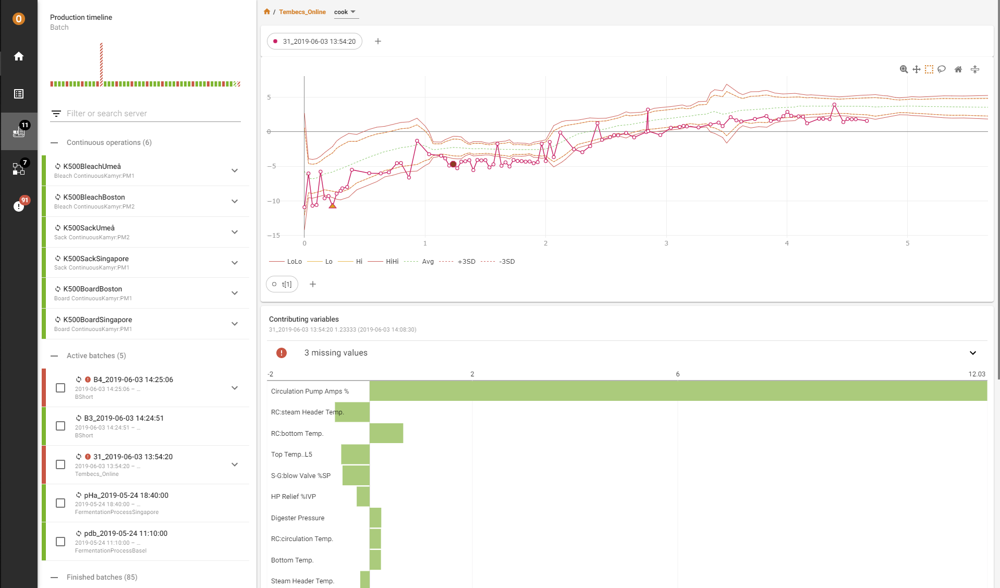 0
11
7
91
Production timeline
Batch
Filter or search server
Continuous operations (6)
K500BleachUmeå
Bleach ContinuousKamyr:PM1
K500BleachBoston
Bleach ContinuousKamyr:PM2
K500SackUmeå
Sack ContinuousKamyr:PM2
K500SackSingapore
Sack ContinuousKamyr:PM1
K500BoardBoston
Board ContinuousKamyr:PM1
K500BoardSingapore
Board ContinuousKamyr:PM1
Active batches (5)
B4_2019-06-03 14:25:06
2019-06-03 14:25:06 – ...
BShort
B3_2019-06-03 14:24:51
2019-06-03 14:24:51 – ...
BShort
31_2019-06-03 13:54:20
2019-06-03 13:54:20 – ...
Tembecs_Online
pHa_2019-05-24 18:40:00
2019-05-24 18:40:00 – ...
FermentationProcessSingapore
pdb_2019-05-24 11:10:00
2019-05-24 11:10:00 – ...
FermentationProcessBasel
Finished batches (85)
/ Tembecs_Online cook
31_2019-06-03 13:54:20
5
0
−5
−10
−15
0 1 2 3 4 5
LoLo Lo Hi HiHi Avg +3SD -3SD
t[1]
Contributing variables
31_2019-06-03 13:54:20 1.23333 (2019-06-03 14:08:30)
3 missing values
-2 2 6 12.03
Circulation Pump Amps %
RC:steam Header Temp.
RC:bottom Temp.
Top Temp..L5
S-G:blow Valve %SP
HP Relief %IVP
Digester Pressure
RC:circulation Temp.
Bottom Temp.
Steam Header Temp.